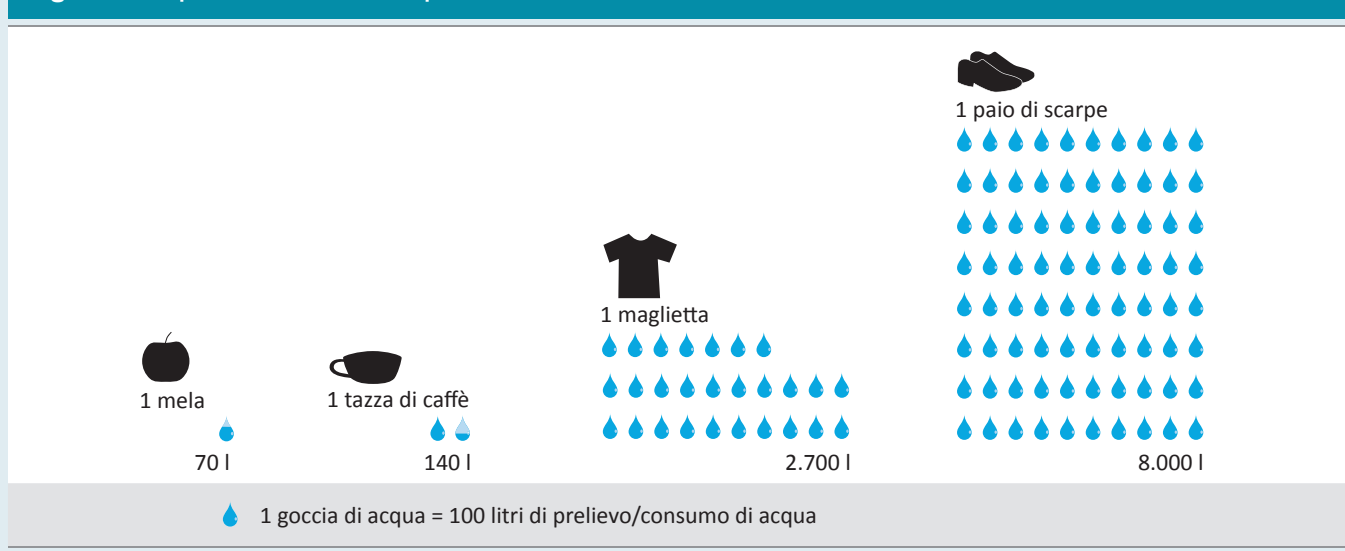 1 paio di scarpe
1 maglietta
1 mela
1 tazza di caffè
70 l
140 l
2.700 l
8.000 l
1 goccia di acqua = 100 litri di prelievo/consumo di acqua